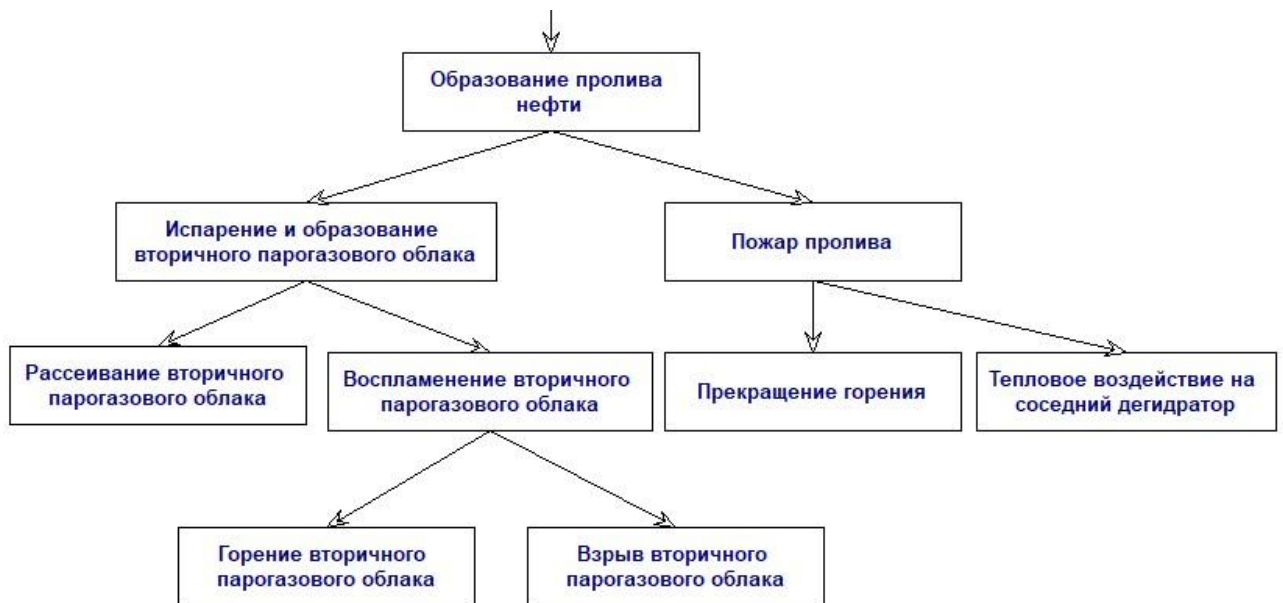 Образование пролива
нефти
Испарение и образование
вторичного парогазового облака
Пожар пролива
Рассеивание вторичного
парогазового облака
Воспламенение вторичного
парогазового облака
Прекращение горения
Тепловое воздействие на
соседний дегидратор
Горение вторичного
парогазового облака
Взрыв вторичного
парогазового облака